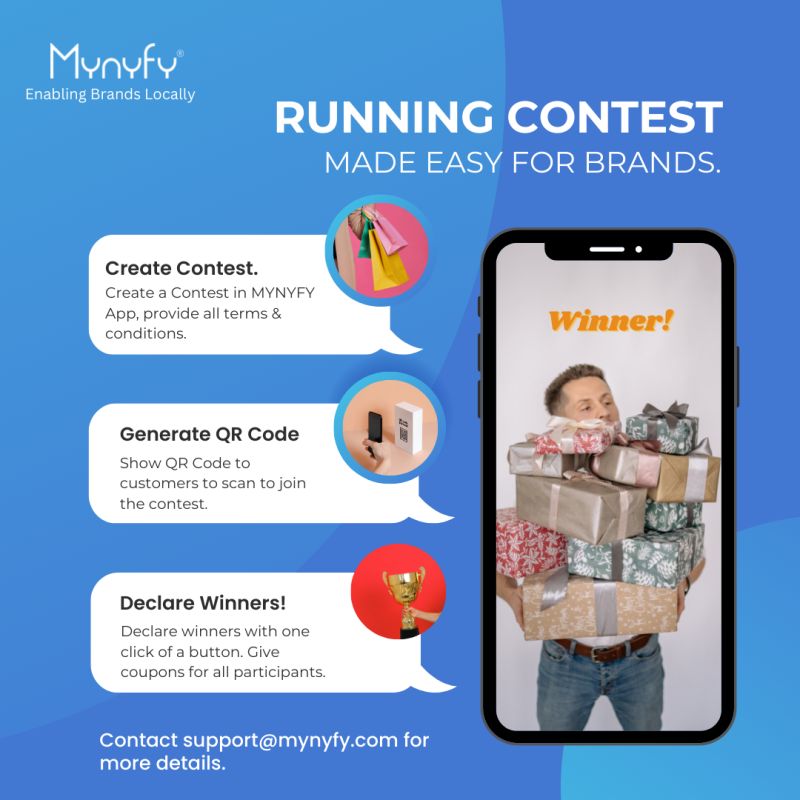 Mynyfy®
Enabling Brands Locally
RUNNING CONTEST
MADE EASY FOR BRANDS.
Create Contest.
Create a Contest in MYNYFY
App, provide all terms &
conditions.
Generate QR Code
Show QR Code to
customers to scan to join
the contest.
Declare Winners!
Declare winners with one
click of a button. Give
coupons for all participants.
Winner!
Contact support@mynyfy.com for
more details.